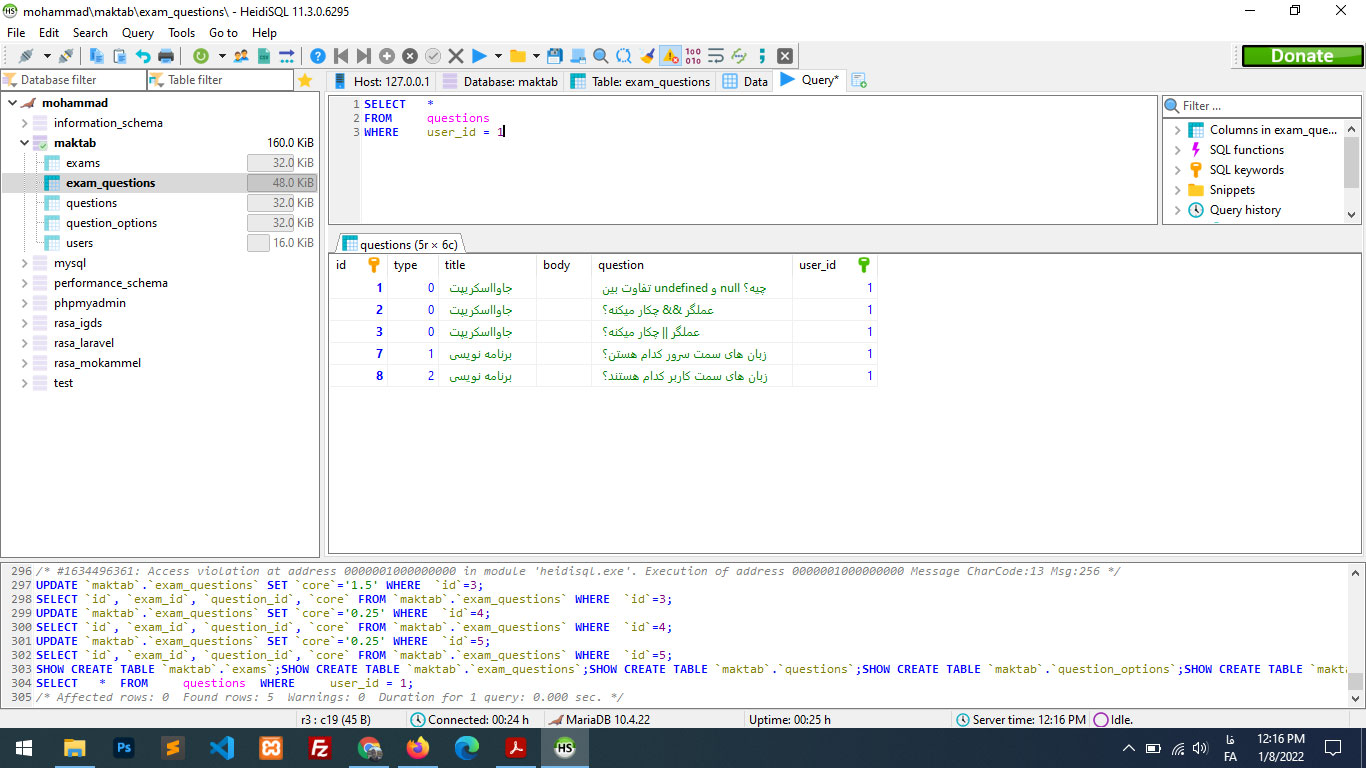 mohammad\maktab\exam_questions\ - HeidiSQL 11.3.0.6295
File Edit Search Query Tools Go to Help
Donate
Database filter Table filter
Host: 127.0.0.1 Database: maktab Table: exam_questions Data Query*
mohammad
information_schema
maktab 160.0 KiB
exams 32.0 KiB
exam_questions 48.0 KiB
questions 32.0 KiB
question_options 32.0 KiB
users 16.0 KiB
mysql
performance_schema
phpmyadmin
rasa_igds
rasa_laravel
rasa_mokammel
test
1 SELECT *
2 FROM questions
3 WHERE user_id = 1
Filter ...
Columns in exam_que...
SQL functions
SQL keywords
Snippets
Query history
questions (5r × 6c)
id type title body question user_id
1 0 جاوااسکریپت تفاوت بین undefined و null چیه؟ 1
2 0 جاوااسکریپت عملگر && چکار میکنه؟ 1
3 0 جاوااسکریپت عملگر || چکار میکنه؟ 1
7 1 برنامه نویسی زبان های سمت سرور کدام هستن؟ 1
8 2 برنامه نویسی زبان های سمت کاربر کدام هستند؟ 1
296 /* #1634496361: Access violation at address 0000001000000000 in module 'heidisql.exe'. Execution of address 0000001000000000 Message CharCode:13 Msg:256 */
297 UPDATE `maktab`.`exam_questions` SET `core`='1.5' WHERE `id`=3;
298 SELECT `id`, `exam_id`, `question_id`, `core` FROM `maktab`.`exam_questions` WHERE `id`=3;
299 UPDATE `maktab`.`exam_questions` SET `core`='0.25' WHERE `id`=4;
300 SELECT `id`, `exam_id`, `question_id`, `core` FROM `maktab`.`exam_questions` WHERE `id`=4;
301 UPDATE `maktab`.`exam_questions` SET `core`='0.25' WHERE `id`=5;
302 SELECT `id`, `exam_id`, `question_id`, `core` FROM `maktab`.`exam_questions` WHERE `id`=5;
303 SHOW CREATE TABLE `maktab`.`exams`;SHOW CREATE TABLE `maktab`.`exam_questions`;SHOW CREATE TABLE `maktab`.`questions`;SHOW CREATE TABLE `maktab`.`question_options`;SHOW CREATE TABLE `makta
304 SELECT * FROM questions WHERE user_id = 1;
305 /* Affected rows: 0 Found rows: 5 Warnings: 0 Duration for 1 query: 0.000 sec. */
r3 : c19 (45 B) Connected: 00:24 h MariaDB 10.4.22 Uptime: 00:25 h Server time: 12:16 PM Idle.
Ps Fz HS
فا
FA
12:16 PM
1/8/2022